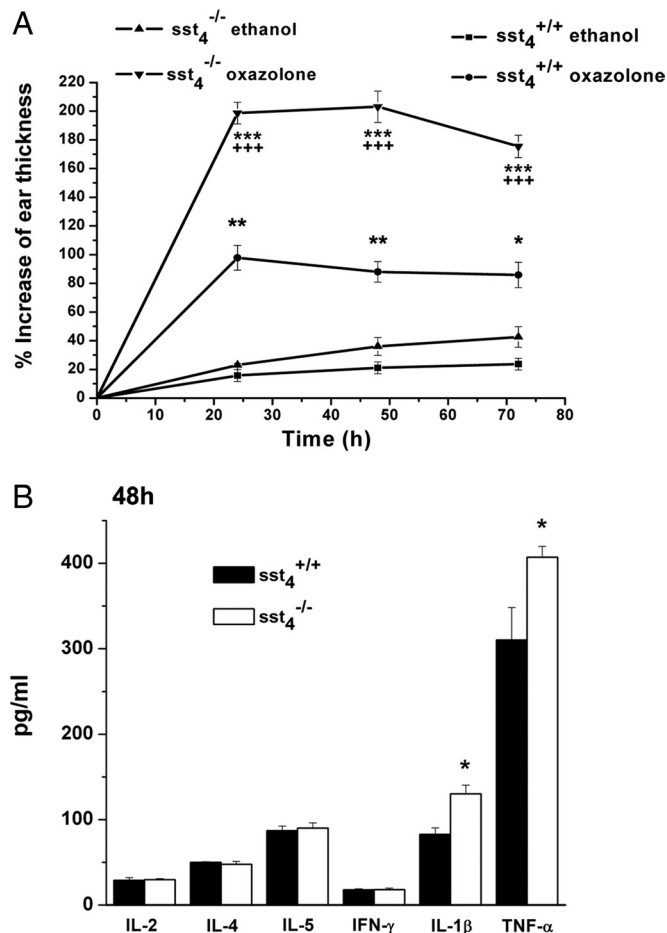 A
sst4-/- ethanol
sst4+/+ ethanol
sst4-/- oxazolone
sst4+/+ oxazolone
% Increase of ear thickness
220
200
180
160
140
120
100
80
60
40
20
0
*** *** ***
+++ +++ +++
** ** *
0 10 20 30 40 50 60 70 80
Time (h)
B
48h
sst4+/+
sst4-/-
pg/ml
400
300
200
100
0
* *
IL-2 IL-4 IL-5 IFN-γ IL-1β TNF-α